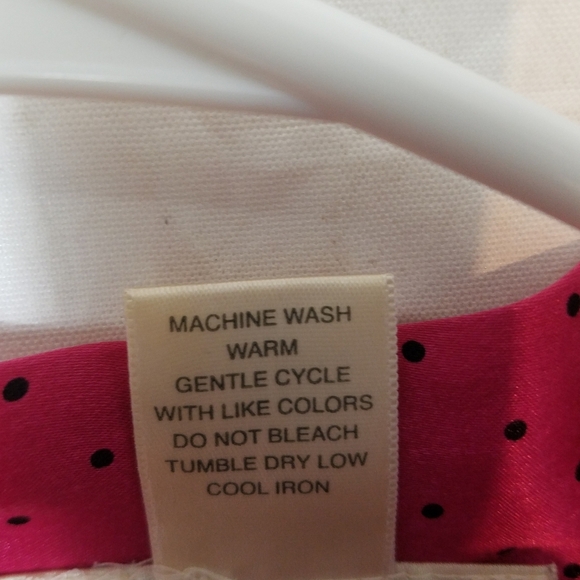 MACHINE WASH
WARM
GENTLE CYCLE
WITH LIKE COLORS
DO NOT BLEACH
TUMBLE DRY LOW
COOL IRON